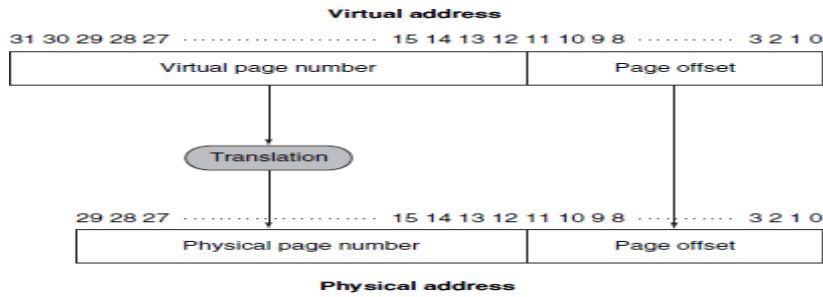 Virtual address
31 30 29 28 27 ..................... 15 14 13 12 11 10 9 8 ........... 3 2 1 0
Virtual page number Page offset
Translation
29 28 27 ..................... 15 14 13 12 11 10 9 8 ........... 3 2 1 0
Physical page number Page offset
Physical address